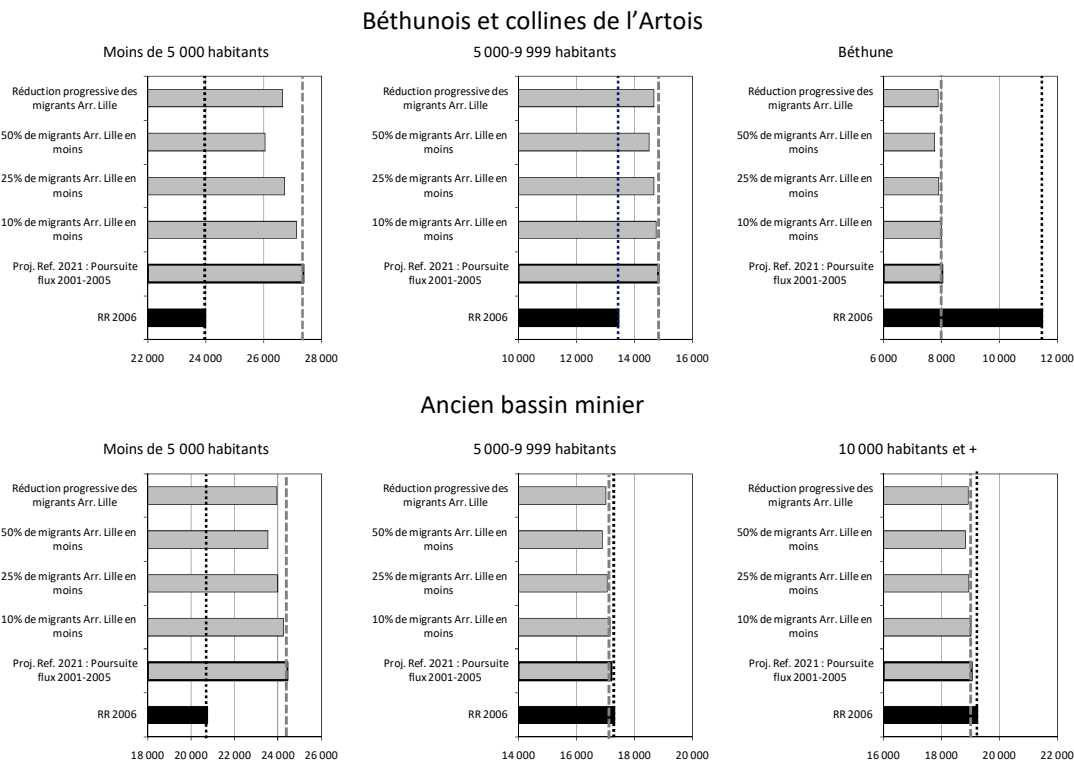 Béthunois et collines de l’Artois
Moins de 5 000 habitants
Réduction progressive des
migrants Arr. Lille
50% de migrants Arr. Lille en
moins
25% de migrants Arr. Lille en
moins
10% de migrants Arr. Lille en
moins
Proj. Ref. 2021 : Poursuite
flux 2001-2005
RR 2006
22 000 24 000 26 000 28 000
5 000-9 999 habitants
Réduction progressive des
migrants Arr. Lille
50% de migrants Arr. Lille en
moins
25% de migrants Arr. Lille en
moins
10% de migrants Arr. Lille en
moins
Proj. Ref. 2021 : Poursuite
flux 2001-2005
RR 2006
10 000 12 000 14 000 16 000
Béthune
Réduction progressive des
migrants Arr. Lille
50% de migrants Arr. Lille en
moins
25% de migrants Arr. Lille en
moins
10% de migrants Arr. Lille en
moins
Proj. Ref. 2021 : Poursuite
flux 2001-2005
RR 2006
6 000 8 000 10 000 12 000
Ancien bassin minier
Moins de 5 000 habitants
Réduction progressive des
migrants Arr. Lille
50% de migrants Arr. Lille en
moins
25% de migrants Arr. Lille en
moins
10% de migrants Arr. Lille en
moins
Proj. Ref. 2021 : Poursuite
flux 2001-2005
RR 2006
18 000 20 000 22 000 24 000 26 000
5 000-9 999 habitants
Réduction progressive des
migrants Arr. Lille
50% de migrants Arr. Lille en
moins
25% de migrants Arr. Lille en
moins
10% de migrants Arr. Lille en
moins
Proj. Ref. 2021 : Poursuite
flux 2001-2005
RR 2006
14 000 16 000 18 000 20 000
10 000 habitants et +
Réduction progressive des
migrants Arr. Lille
50% de migrants Arr. Lille en
moins
25% de migrants Arr. Lille en
moins
10% de migrants Arr. Lille en
moins
Proj. Ref. 2021 : Poursuite
flux 2001-2005
RR 2006
16 000 18 000 20 000 22 000